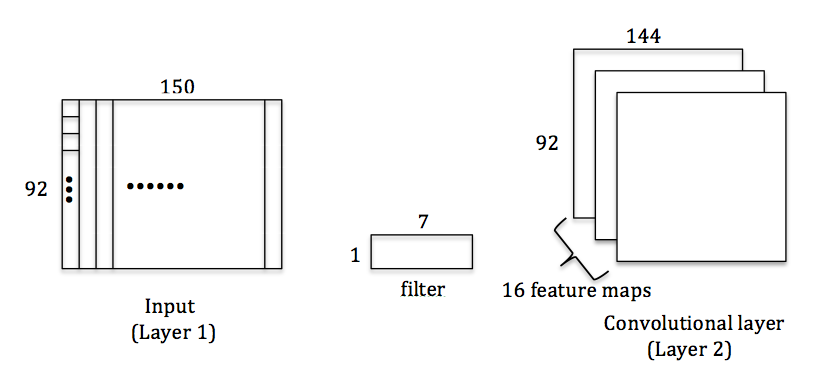 150
92
Input
(Layer 1)
7
1
filter
144
92
16 feature maps
Convolutional layer
(Layer 2)